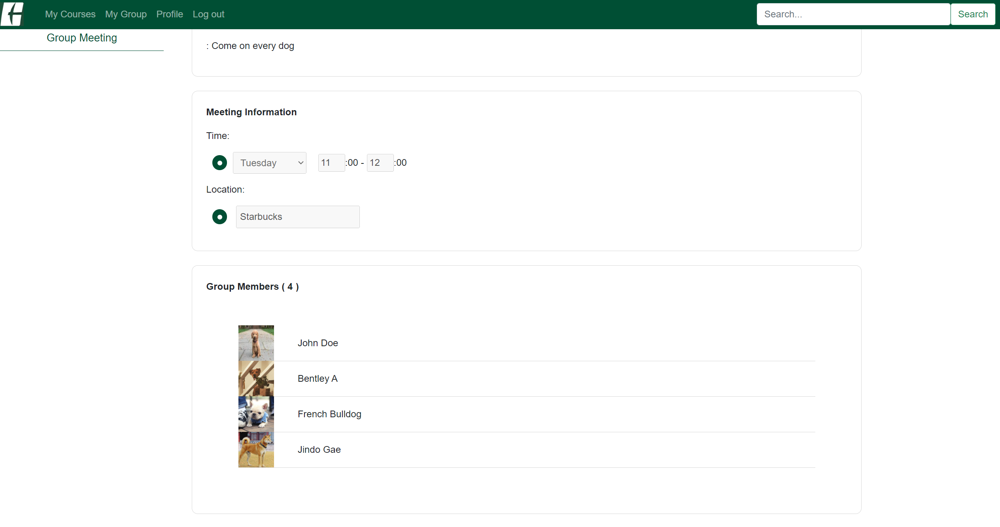 My Courses My Group Profile Log out Search... Search
Group Meeting
: Come on every dog
Meeting Information
Time:
Tuesday 11 :00 - 12 :00
Location:
Starbucks
Group Members ( 4 )
John Doe
Bentley A
French Bulldog
Jindo Gae